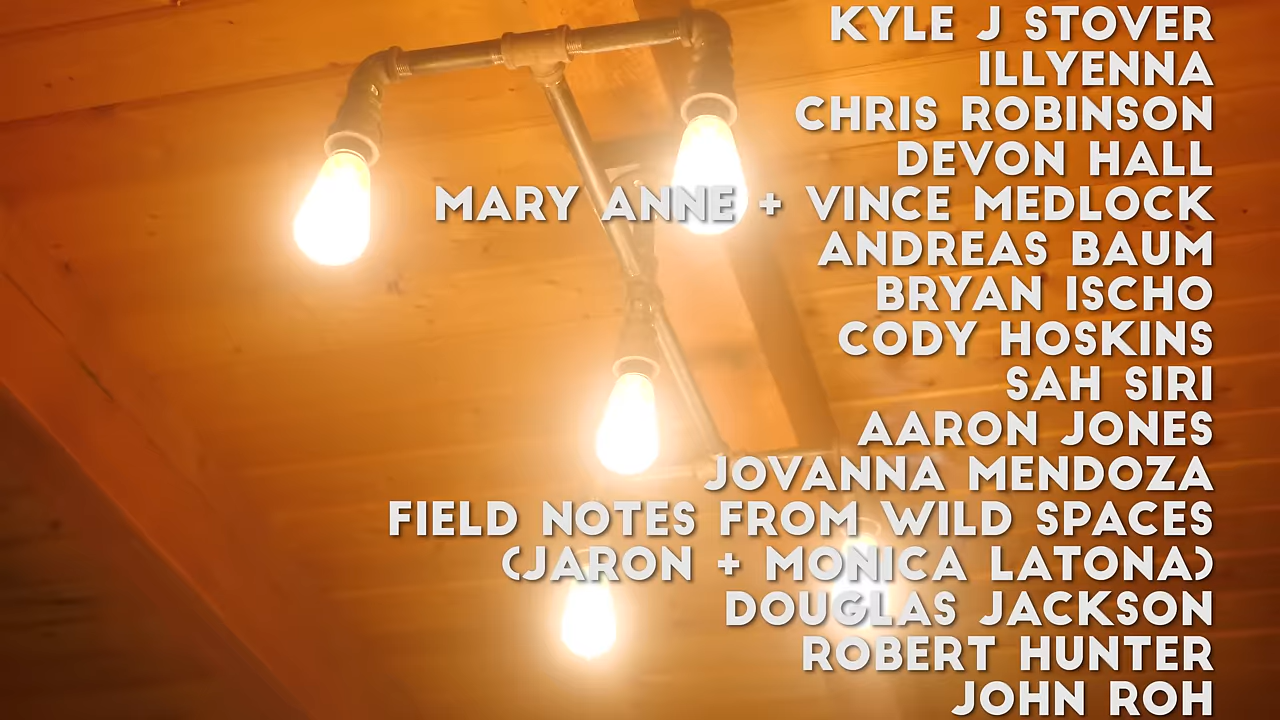 KYLE J STOVER
ILLYENNA
CHRIS ROBINSON
DEVON HALL
MARY ANNE + VINCE MEDLOCK
ANDREAS BAUM
BRYAN ISCHO
CODY HOSKINS
SAH SIRI
AARON JONES
JOVANNA MENDOZA
FIELD NOTES FROM WILD SPACES
(JARON + MONICA LATONA)
DOUGLAS JACKSON
ROBERT HUNTER
JOHN ROH